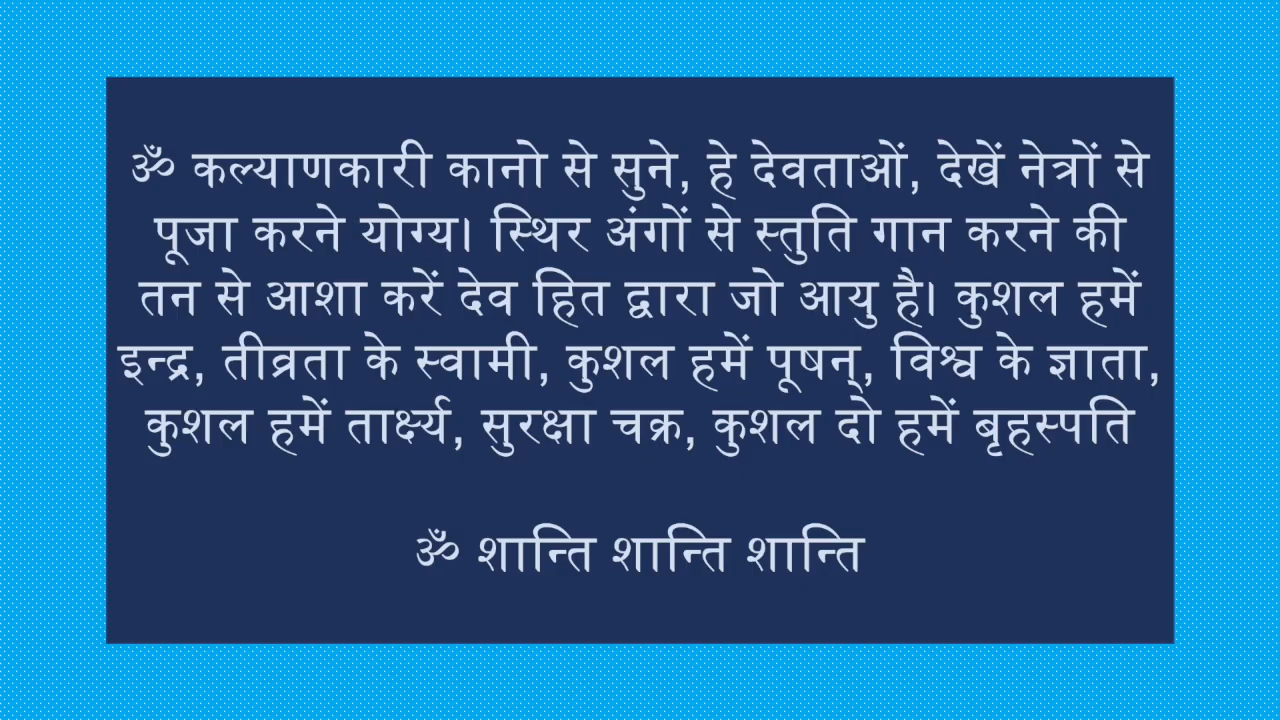 ॐ कल्याणकारी कानो से सुने, हे देवताओं, देखें नेत्रों से
पूजा करने योग्य। स्थिर अंगों से स्तुति गान करने की
तन से आशा करें देव हित द्वारा जो आयु है। कुशल हमें
इन्द्र, तीव्रता के स्वामी, कुशल हमें पूषन्, विश्व के ज्ञाता,
कुशल हमें तार्क्ष्य, सुरक्षा चक्र, कुशल दो हमें बृहस्पति
ॐ शान्ति शान्ति शान्ति